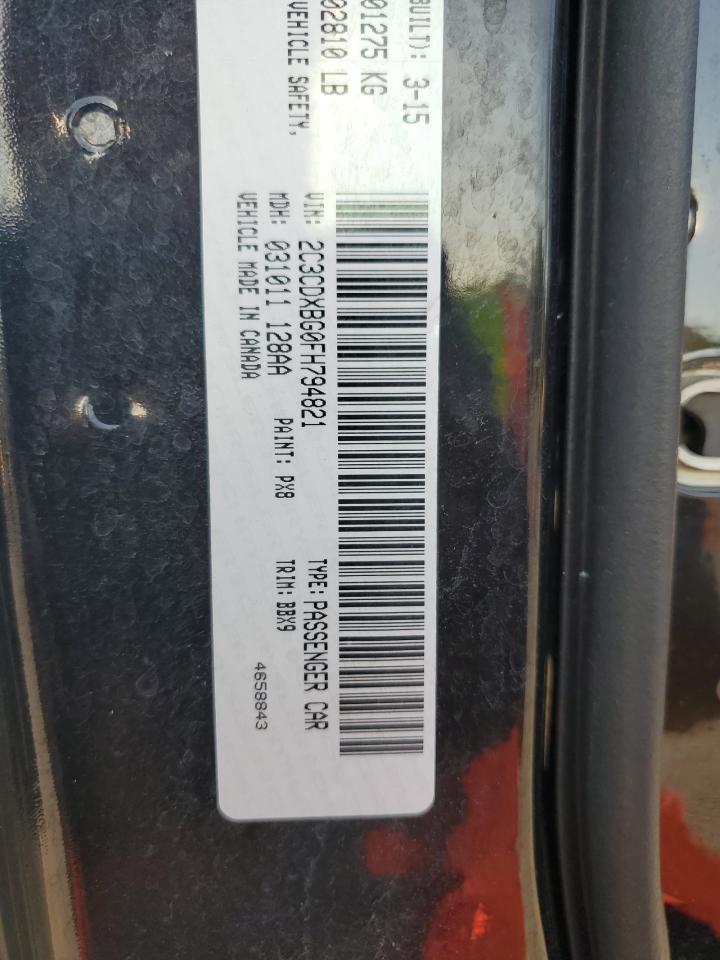 BUILT): 3-15
01275 KG
02810 LB
VEHICLE SAFETY,
VIN: 2C3CDXBG0FH794821 TYPE: PASSENGER CAR
MDH: 031011 128AA PAINT: PX8 TRIM: BBX9
VEHICLE MADE IN CANADA 4658843